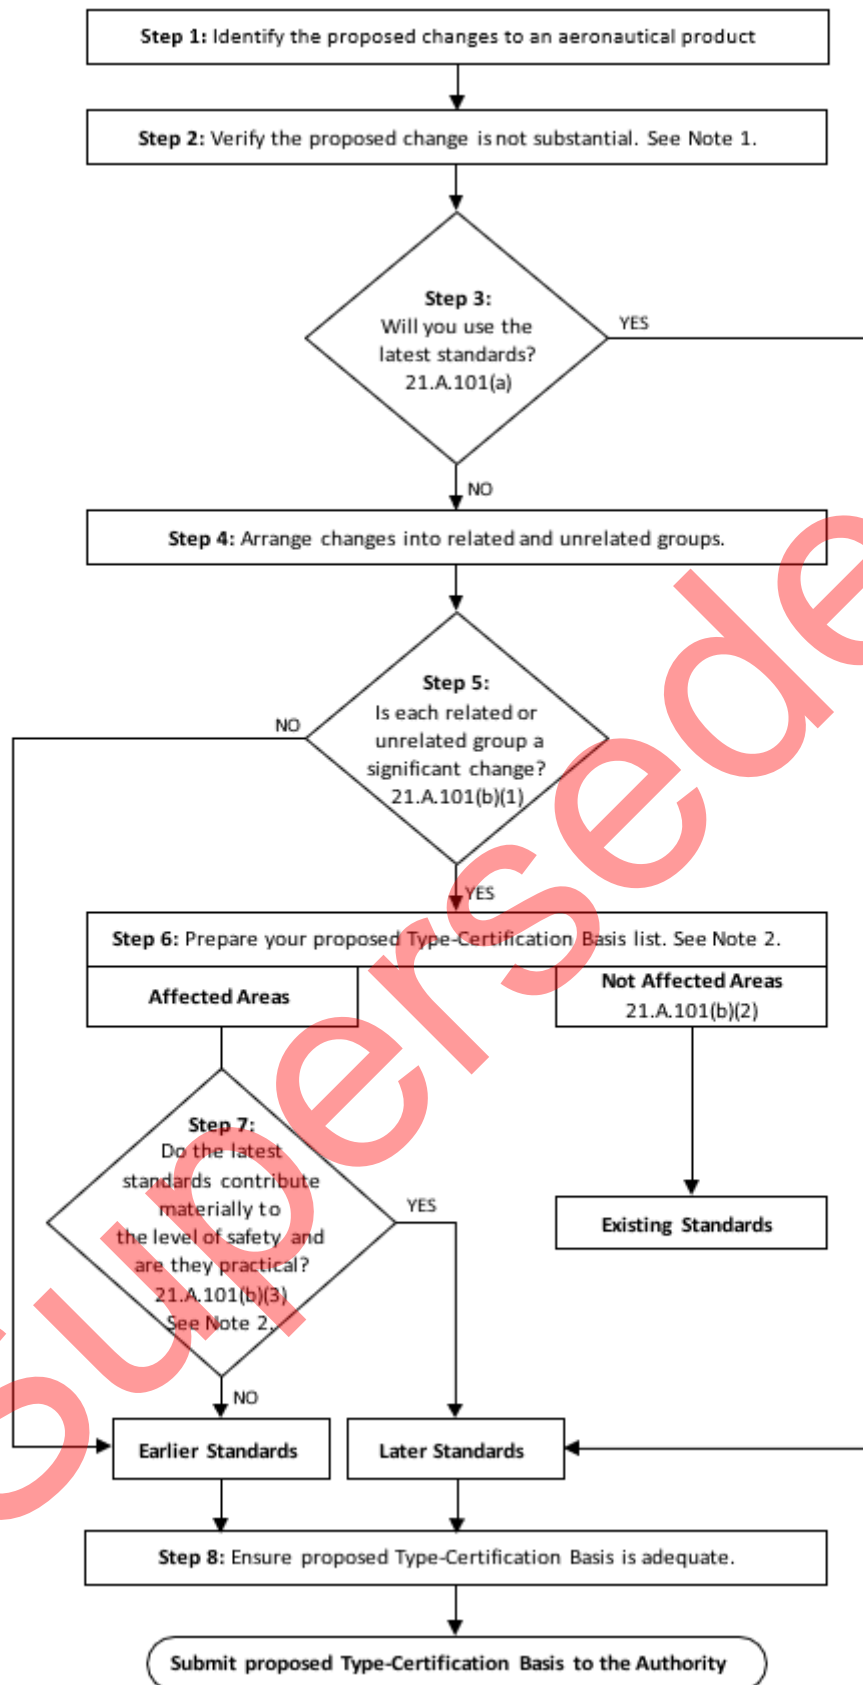 Step 1: Identify the proposed changes to an aeronautical product
Step 2: Verify the proposed change is not substantial. See Note 1.
Step 3:
Will you use the
latest standards?
21.A.101(a)
YES
NO
Step 4: Arrange changes into related and unrelated groups.
Step 5:
Is each related or
unrelated group a
significant change?
21.A.101(b)(1)
NO
YES
Step 6: Prepare your proposed Type-Certification Basis list. See Note 2.
Affected Areas
Not Affected Areas
21.A.101(b)(2)
Step 7:
Do the latest
standards contribute
materially to
the level of safety and
are they practical?
21.A.101(b)(3)
See Note 2.
YES
NO
Existing Standards
Earlier Standards
Later Standards
Step 8: Ensure proposed Type-Certification Basis is adequate.
Submit proposed Type-Certification Basis to the Authority
Supersede